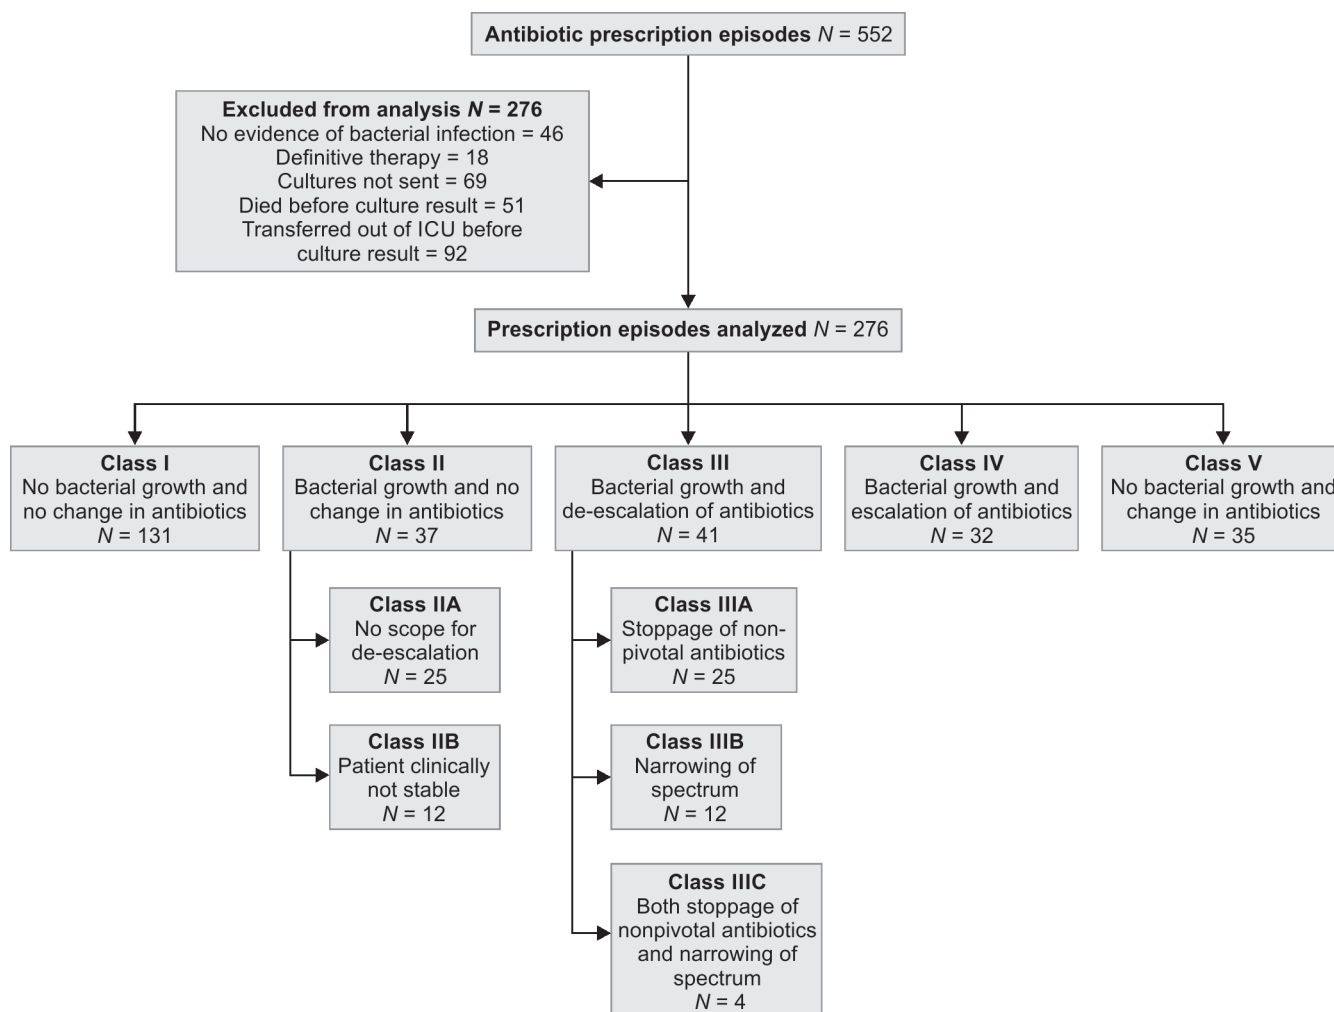 Antibiotic prescription episodes N = 552
Excluded from analysis N = 276
No evidence of bacterial infection = 46
Definitive therapy = 18
Cultures not sent = 69
Died before culture result = 51
Transferred out of ICU before
culture result = 92
Prescription episodes analyzed N = 276
Class I
No bacterial growth and
no change in antibiotics
N = 131
Class II
Bacterial growth and no
change in antibiotics
N = 37
Class III
Bacterial growth and
de-escalation of antibiotics
N = 41
Class IV
Bacterial growth and
escalation of antibiotics
N = 32
Class V
No bacterial growth and
change in antibiotics
N = 35
Class IIA
No scope for
de-escalation
N = 25
Class IIB
Patient clinically
not stable
N = 12
Class IIIA
Stoppage of non-
pivotal antibiotics
N = 25
Class IIIB
Narrowing of
spectrum
N = 12
Class IIIC
Both stoppage of
nonpivotal antibiotics
and narrowing of
spectrum
N = 4